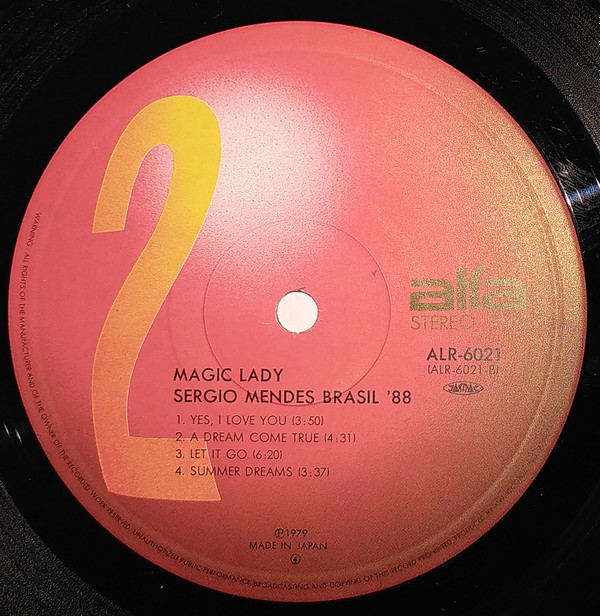 2
alfa
STEREO
ALR-6021
(ALR-6021-B)
JASRAC
MAGIC LADY
SERGIO MENDES BRASIL '88
1. YES, I LOVE YOU (3:50)
2. A DREAM COME TRUE (4:31)
3. LET IT GO (6:20)
4. SUMMER DREAMS (3:37)
Ⓟ1979
MADE IN JAPAN
4
WARNING: ALL RIGHTS OF THE MANUFACTURER AND OF THE OWNER OF THE RECORDED WORK RESERVED. UNAUTHORIZED PUBLIC PERFORMANCE BROADCASTING AND COPYING OF THIS RECORD PROHIBITED.